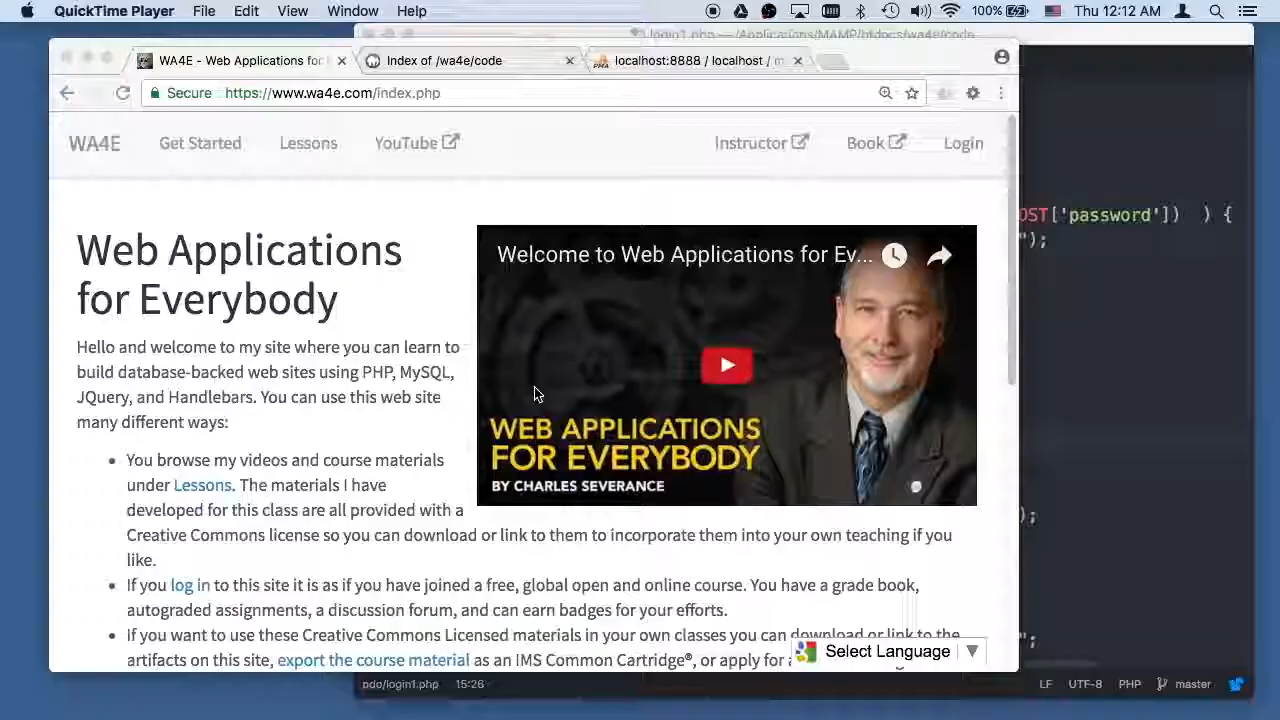 QuickTime Player File Edit View Window Help 100% Thu 12:12 AM
login1.php — /Applications/MAMP/htdocs/wa4e/code
WA4E - Web Applications for Index of /wa4e/code localhost:8888 / localhost / m
Secure https://www.wa4e.com/index.php
WA4E Get Started Lessons YouTube Instructor Book Login
OST['password']) ) {
");
Web Applications
for Everybody
Hello and welcome to my site where you can learn to
build database-backed web sites using PHP, MySQL,
JQuery, and Handlebars. You can use this web site
many different ways:
Welcome to Web Applications for Ev...
WEB APPLICATIONS
FOR EVERYBODY
BY CHARLES SEVERANCE
• You browse my videos and course materials
under Lessons. The materials I have
developed for this class are all provided with a
Creative Commons license so you can download or link to them to incorporate them into your own teaching if you
like.
);
• If you log in to this site it is as if you have joined a free, global open and online course. You have a grade book,
autograded assignments, a discussion forum, and can earn badges for your efforts.
• If you want to use these Creative Commons Licensed materials in your own classes you can download or link to the
artifacts on this site, export the course material as an IMS Common Cartridge®, or apply for a
";
Select Language ▼
pdo/login1.php 15:26 LF UTF-8 PHP master